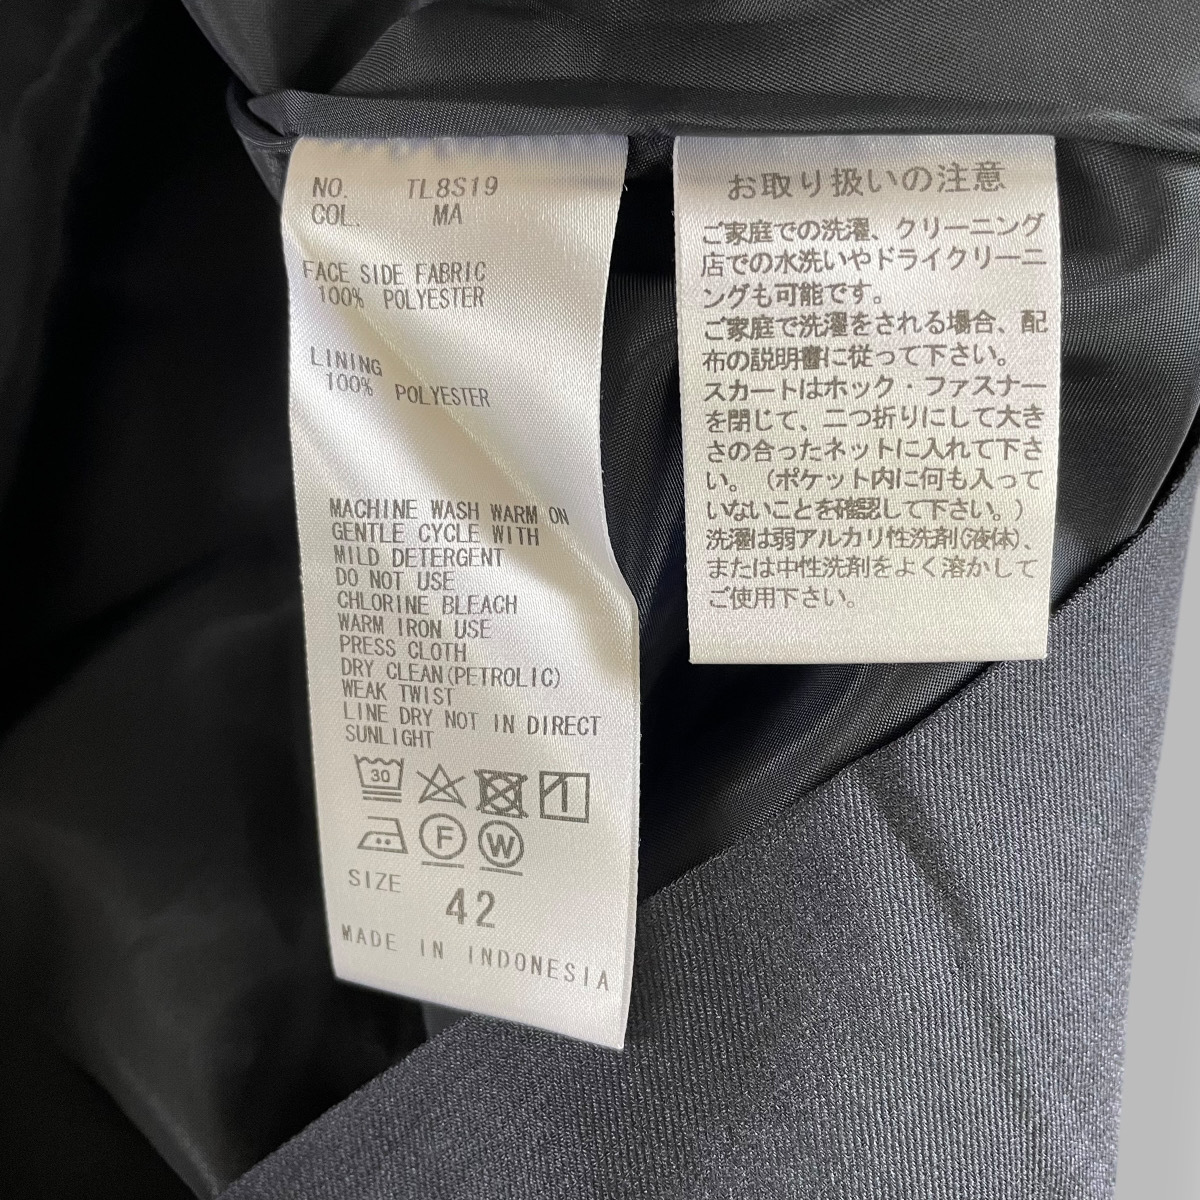 NO. TL8S19
COL. MA
FACE SIDE FABRIC
100% POLYESTER
LINING
100% POLYESTER
MACHINE WASH WARM ON
GENTLE CYCLE WITH
MILD DETERGENT
DO NOT USE
CHLORINE BLEACH
WARM IRON USE
PRESS CLOTH
DRY CLEAN(PETROLIC)
WEAK TWIST
LINE DRY NOT IN DIRECT
SUNLIGHT
30
F W
SIZE 42
MADE IN INDONESIA
お取り扱いの注意
ご家庭での洗濯、クリーニング
店での水洗いやドライクリーニ
ングも可能です。
ご家庭で洗濯をされる場合、配
布の説明書に従って下さい。
スカートはホック・ファスナー
を閉じて、二つ折りにして大き
さの合ったネットに入れて下さ
い。（ポケット内に何も入って
いないことを確認して下さい。）
洗濯は弱アルカリ性洗剤(液体)、
または中性洗剤をよく溶かして
ご使用下さい。